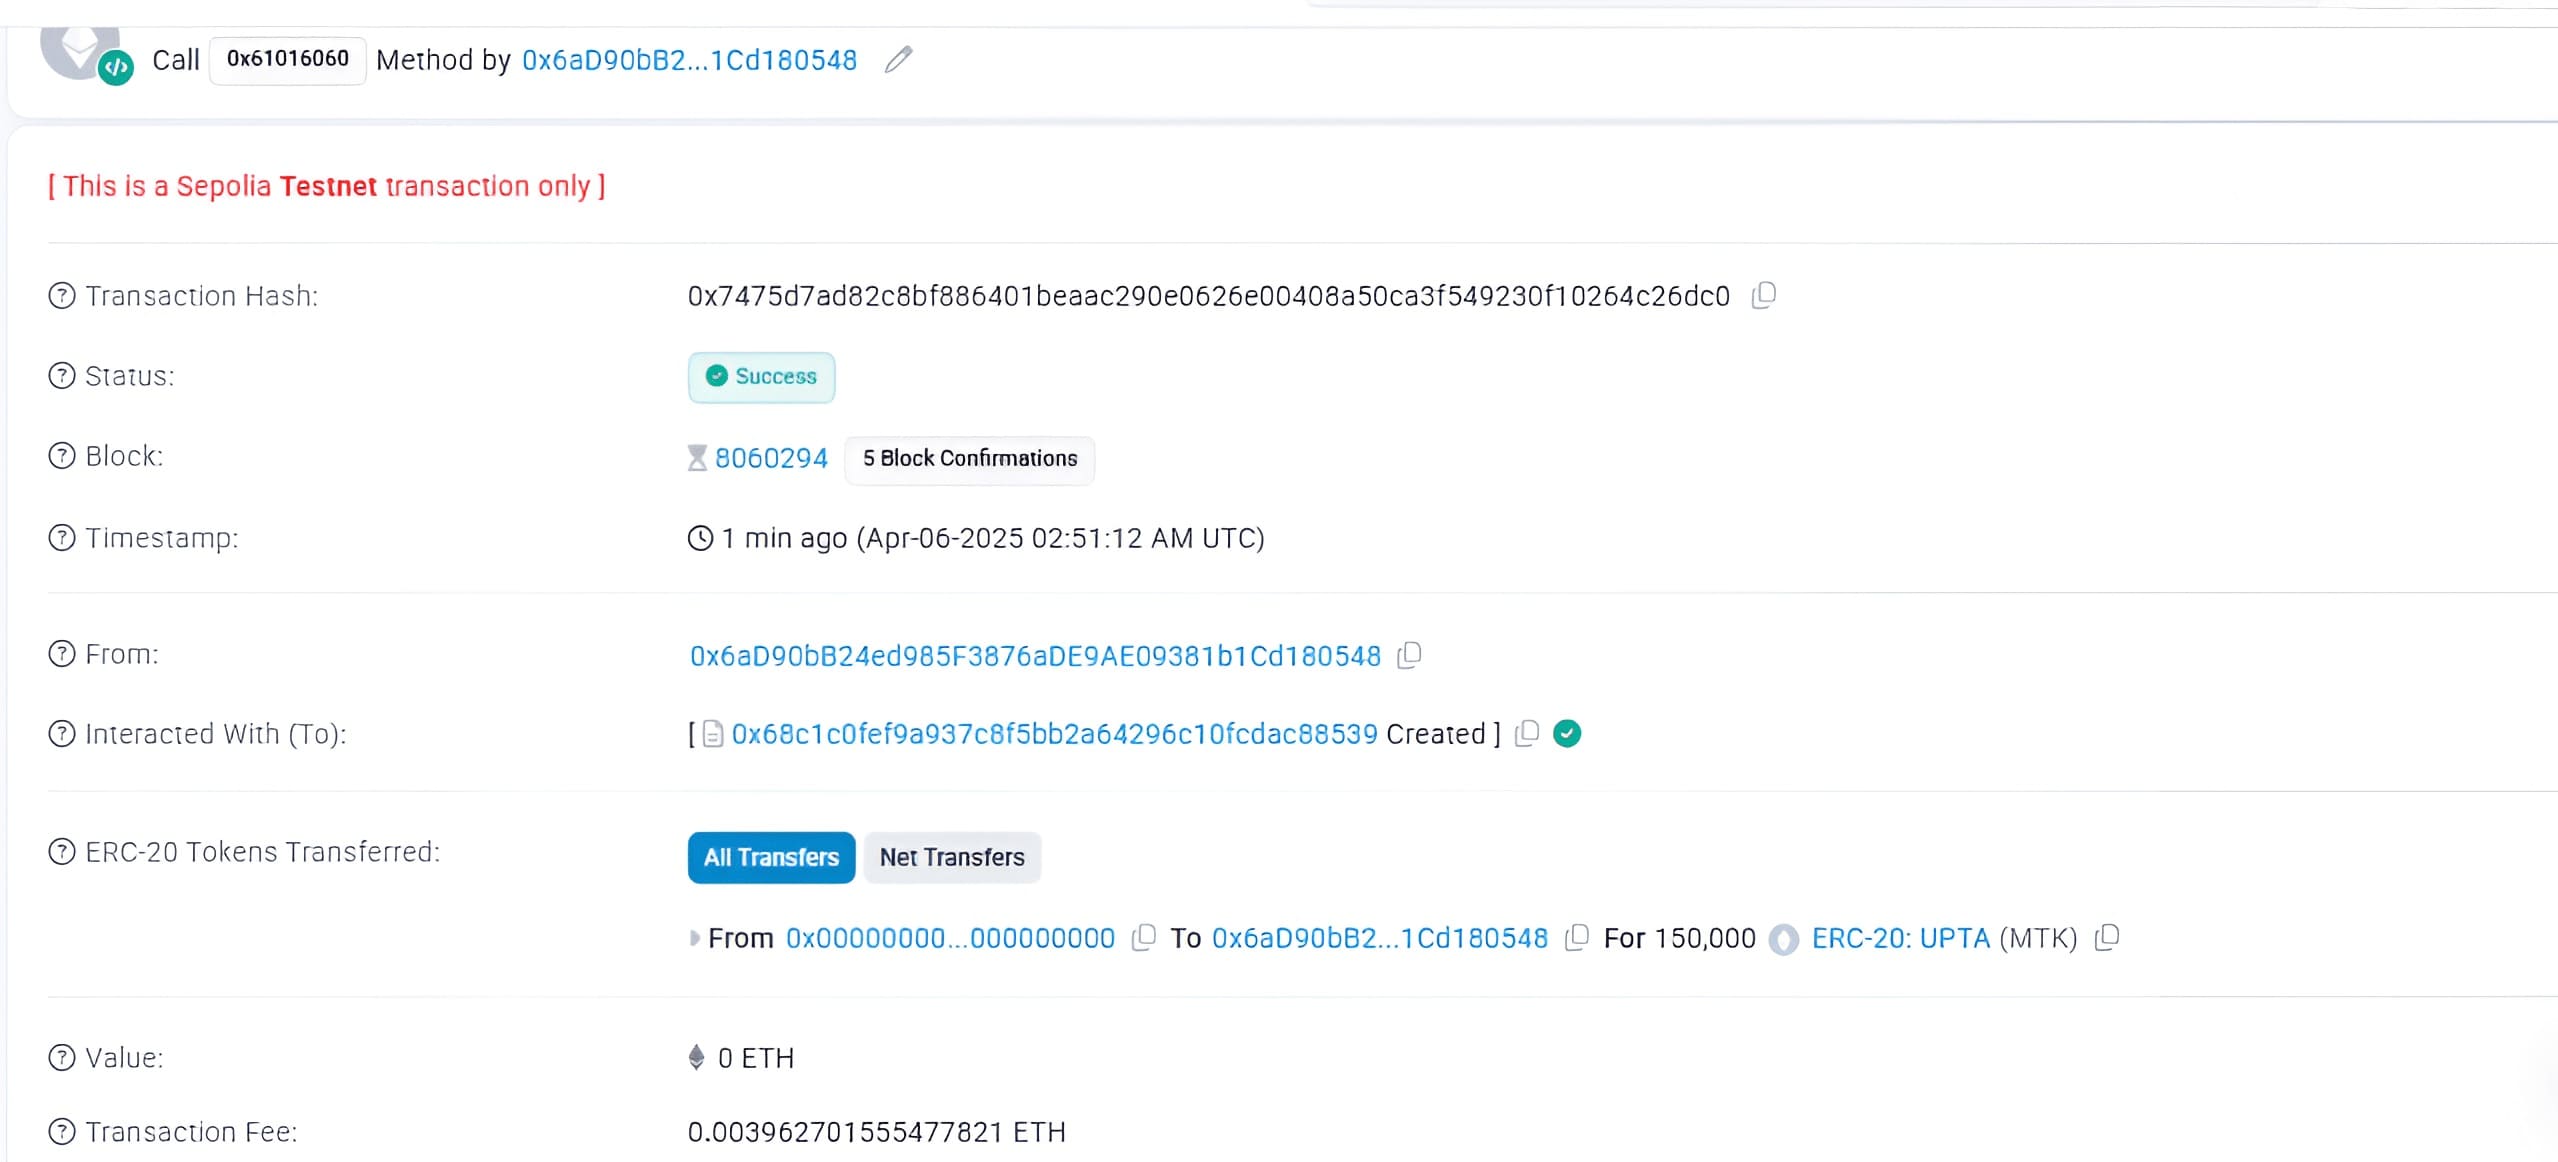 Call 0x61016060 Method by 0x6aD90bB2...1Cd180548
[ This is a Sepolia Testnet transaction only ]
Transaction Hash: 0x7475d7ad82c8bf886401beaac290e0626e00408a50ca3f549230f10264c26dc0
Status: Success
Block: 8060294 5 Block Confirmations
Timestamp: 1 min ago (Apr-06-2025 02:51:12 AM UTC)
From: 0x6aD90bB24ed985F3876aDE9AE09381b1Cd180548
Interacted With (To): [ 0x68c1c0fef9a937c8f5bb2a64296c10fcdac88539 Created ]
ERC-20 Tokens Transferred: All Transfers Net Transfers
From 0x00000000...000000000 To 0x6aD90bB2...1Cd180548 For 150,000 ERC-20: UPTA (MTK)
Value: 0 ETH
Transaction Fee: 0.003962701555477821 ETH